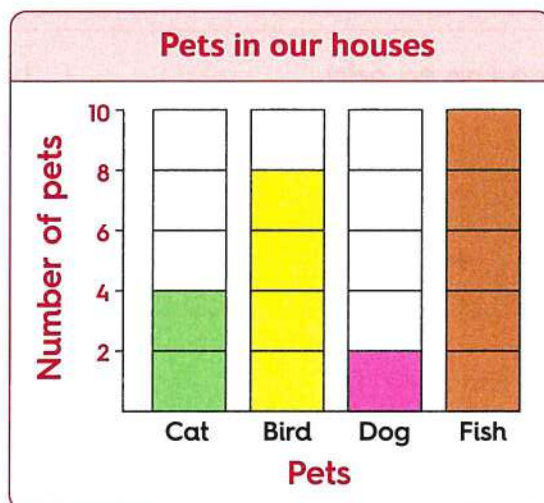 Pets in our houses
Number of pets
10
8
6
4
2
Cat Bird Dog Fish
Pets